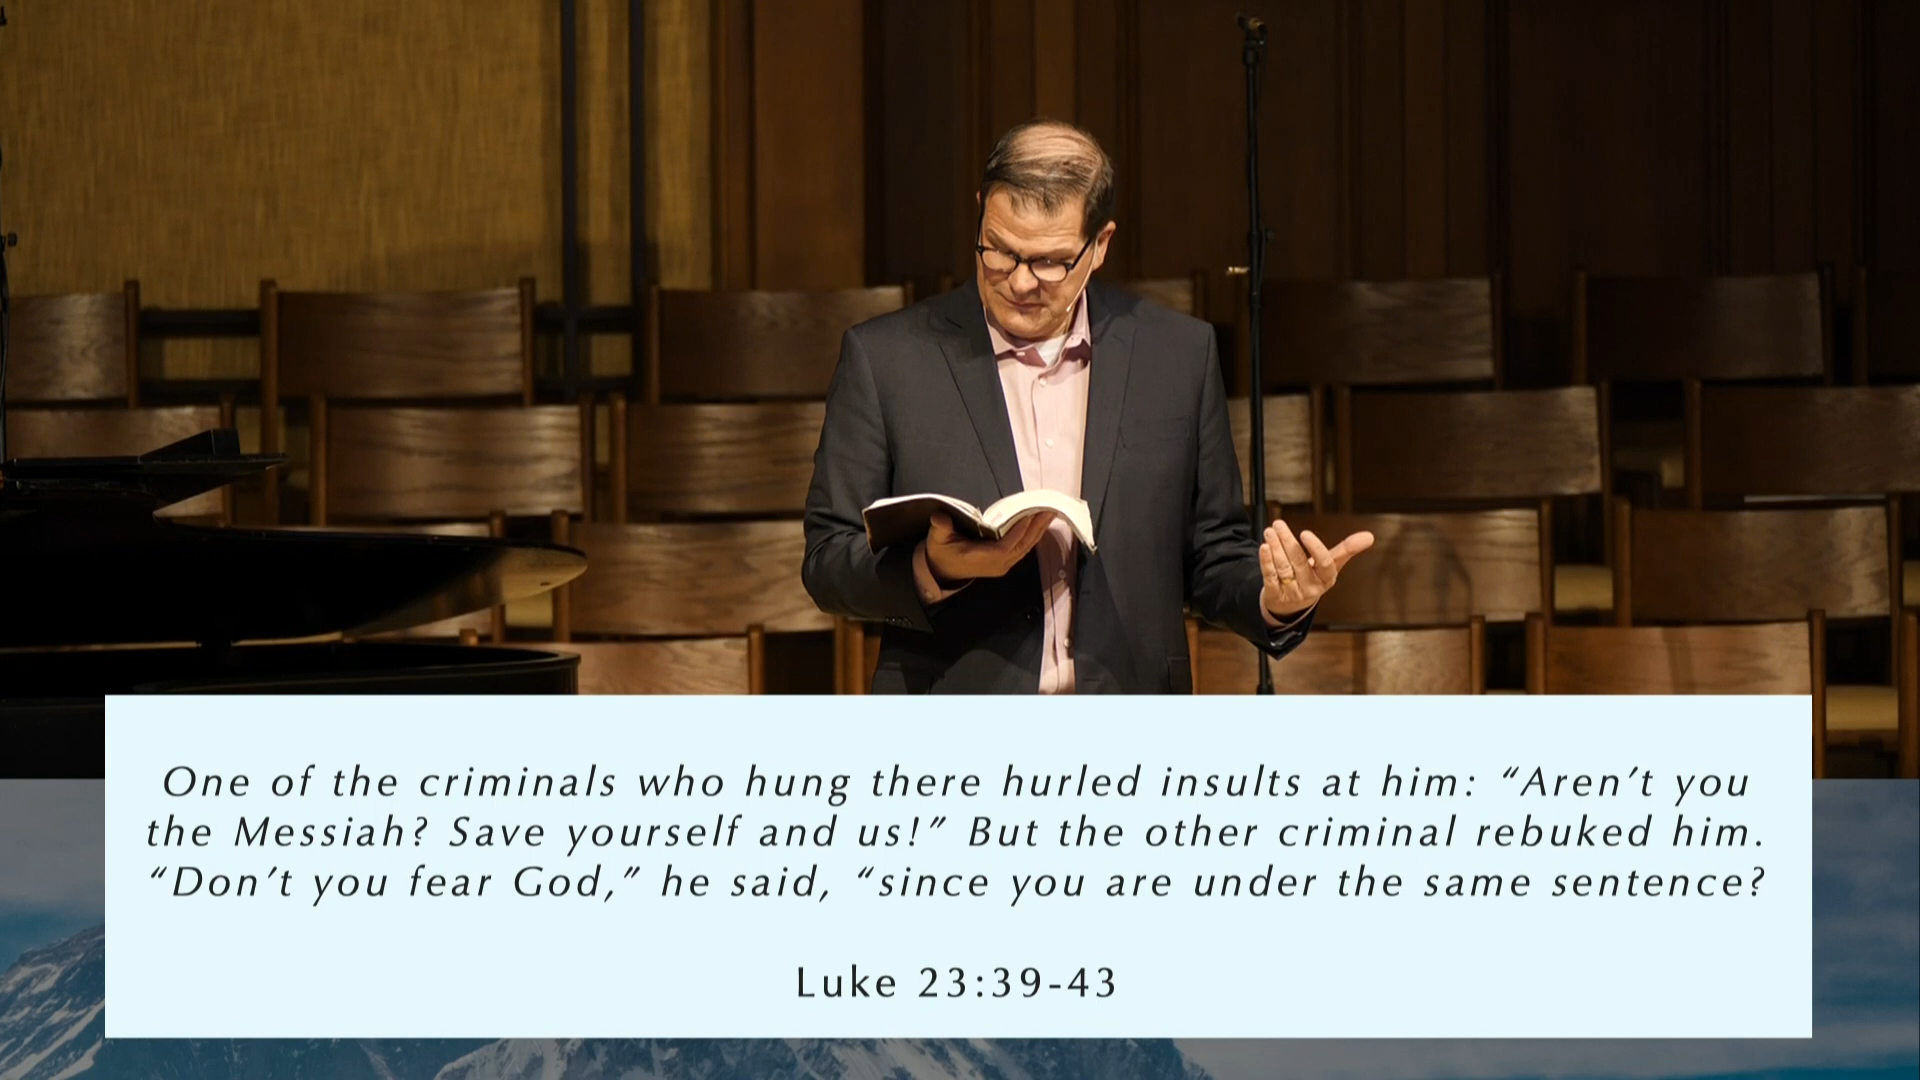 One of the criminals who hung there hurled insults at him: “Aren’t you
the Messiah? Save yourself and us!” But the other criminal rebuked him.
“Don’t you fear God,” he said, “since you are under the same sentence?
Luke 23:39-43